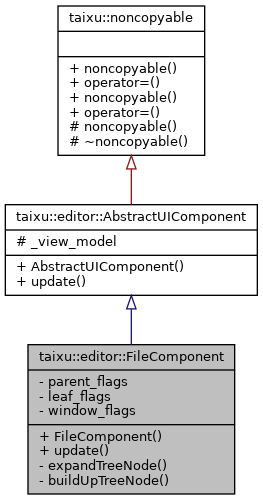 taixu::noncopyable
+ noncopyable()
+ operator=()
+ noncopyable()
+ operator=()
# noncopyable()
# ~noncopyable()
taixu::editor::AbstractUIComponent
# _view_model
+ AbstractUIComponent()
+ update()
taixu::editor::FileComponent
- parent_flags
- leaf_flags
- window_flags
+ FileComponent()
+ update()
- expandTreeNode()
- buildUpTreeNode()